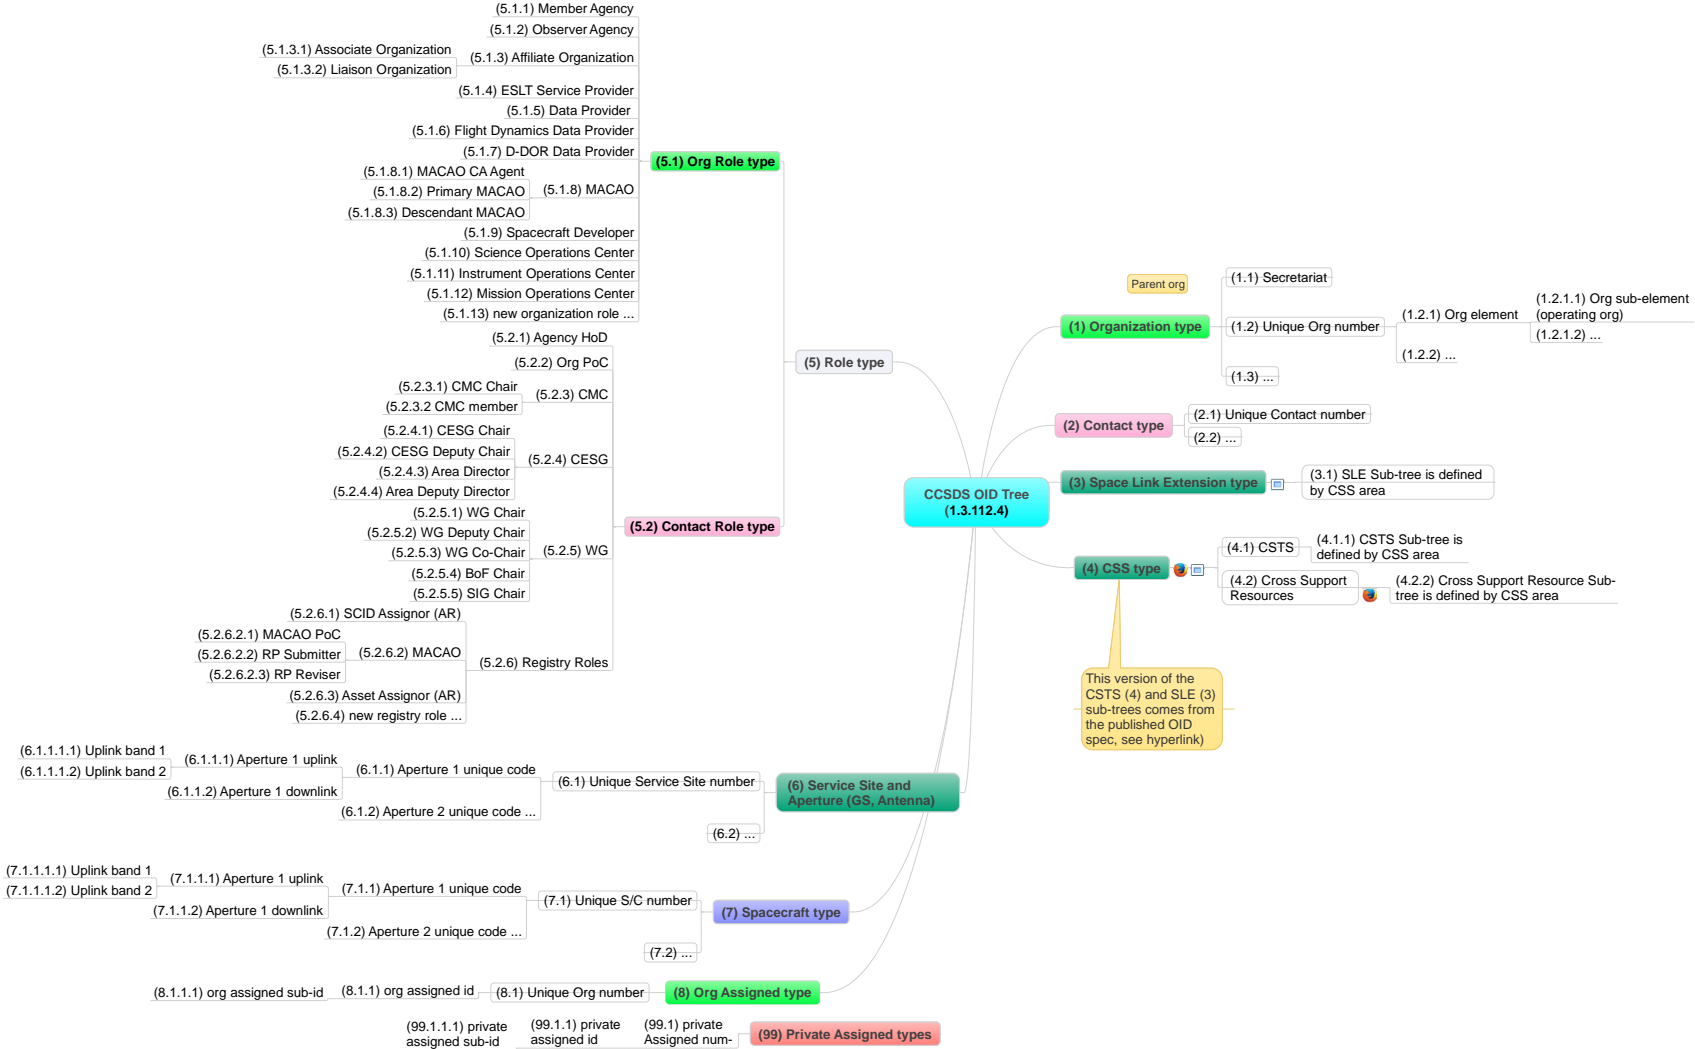 (5.1.1) Member Agency
(5.1.2) Observer Agency
(5.1.3.1) Associate Organization
(5.1.3) Affiliate Organization
(5.1.3.2) Liaison Organization
(5.1.4) ESLT Service Provider
(5.1.5) Data Provider
(5.1.6) Flight Dynamics Data Provider
(5.1.7) D-DOR Data Provider
(5.1) Org Role type
(5.1.8.1) MACAO CA Agent
(5.1.8.2) Primary MACAO
(5.1.8) MACAO
(5.1.8.3) Descendant MACAO
(5.1.9) Spacecraft Developer
(5.1.10) Science Operations Center
(5.1.11) Instrument Operations Center
(5.1.12) Mission Operations Center
(5.1.13) new organization role ...
(5.2.1) Agency HoD
(5.2.2) Org PoC
(5) Role type
(5.2.3.1) CMC Chair
(5.2.3) CMC
(5.2.3.2 CMC member
(5.2.4.1) CESG Chair
(5.2.4.2) CESG Deputy Chair
(5.2.4) CESG
(5.2.4.3) Area Director
(5.2.4.4) Area Deputy Director
(5.2.5.1) WG Chair
(5.2) Contact Role type
(5.2.5.2) WG Deputy Chair
(5.2.5.3) WG Co-Chair
(5.2.5) WG
(5.2.5.4) BoF Chair
(5.2.5.5) SIG Chair
(5.2.6.1) SCID Assignor (AR)
(5.2.6.2.1) MACAO PoC
(5.2.6.2.2) RP Submitter
(5.2.6.2) MACAO
(5.2.6) Registry Roles
(5.2.6.2.3) RP Reviser
(5.2.6.3) Asset Assignor (AR)
(5.2.6.4) new registry role ...
Parent org
(1) Organization type
(1.1) Secretariat
(1.2) Unique Org number
(1.2.1) Org element
(1.2.1.1) Org sub-element
(operating org)
(1.2.1.2) ...
(1.2.2) ...
(1.3) ...
(2) Contact type
(2.1) Unique Contact number
(2.2) ...
CCSDS OID Tree
(1.3.112.4)
(3) Space Link Extension type
(3.1) SLE Sub-tree is defined
by CSS area
(4) CSS type
(4.1) CSTS
(4.1.1) CSTS Sub-tree is
defined by CSS area
(4.2) Cross Support
Resources
(4.2.2) Cross Support Resource Sub-
tree is defined by CSS area
This version of the
CSTS (4) and SLE (3)
sub-trees comes from
the published OID
spec, see hyperlink)
(6.1.1.1.1) Uplink band 1
(6.1.1.1.2) Uplink band 2
(6.1.1.1) Aperture 1 uplink
(6.1.1.2) Aperture 1 downlink
(6.1.1) Aperture 1 unique code
(6.1.2) Aperture 2 unique code ...
(6.1) Unique Service Site number
(6.2) ...
(6) Service Site and
Aperture (GS, Antenna)
(7.1.1.1.1) Uplink band 1
(7.1.1.1.2) Uplink band 2
(7.1.1.1) Aperture 1 uplink
(7.1.1.2) Aperture 1 downlink
(7.1.1) Aperture 1 unique code
(7.1.2) Aperture 2 unique code ...
(7.1) Unique S/C number
(7.2) ...
(7) Spacecraft type
(8.1.1.1) org assigned sub-id
(8.1.1) org assigned id
(8.1) Unique Org number
(8) Org Assigned type
(99.1.1.1) private
assigned sub-id
(99.1.1) private
assigned id
(99.1) private
Assigned num-
(99) Private Assigned types